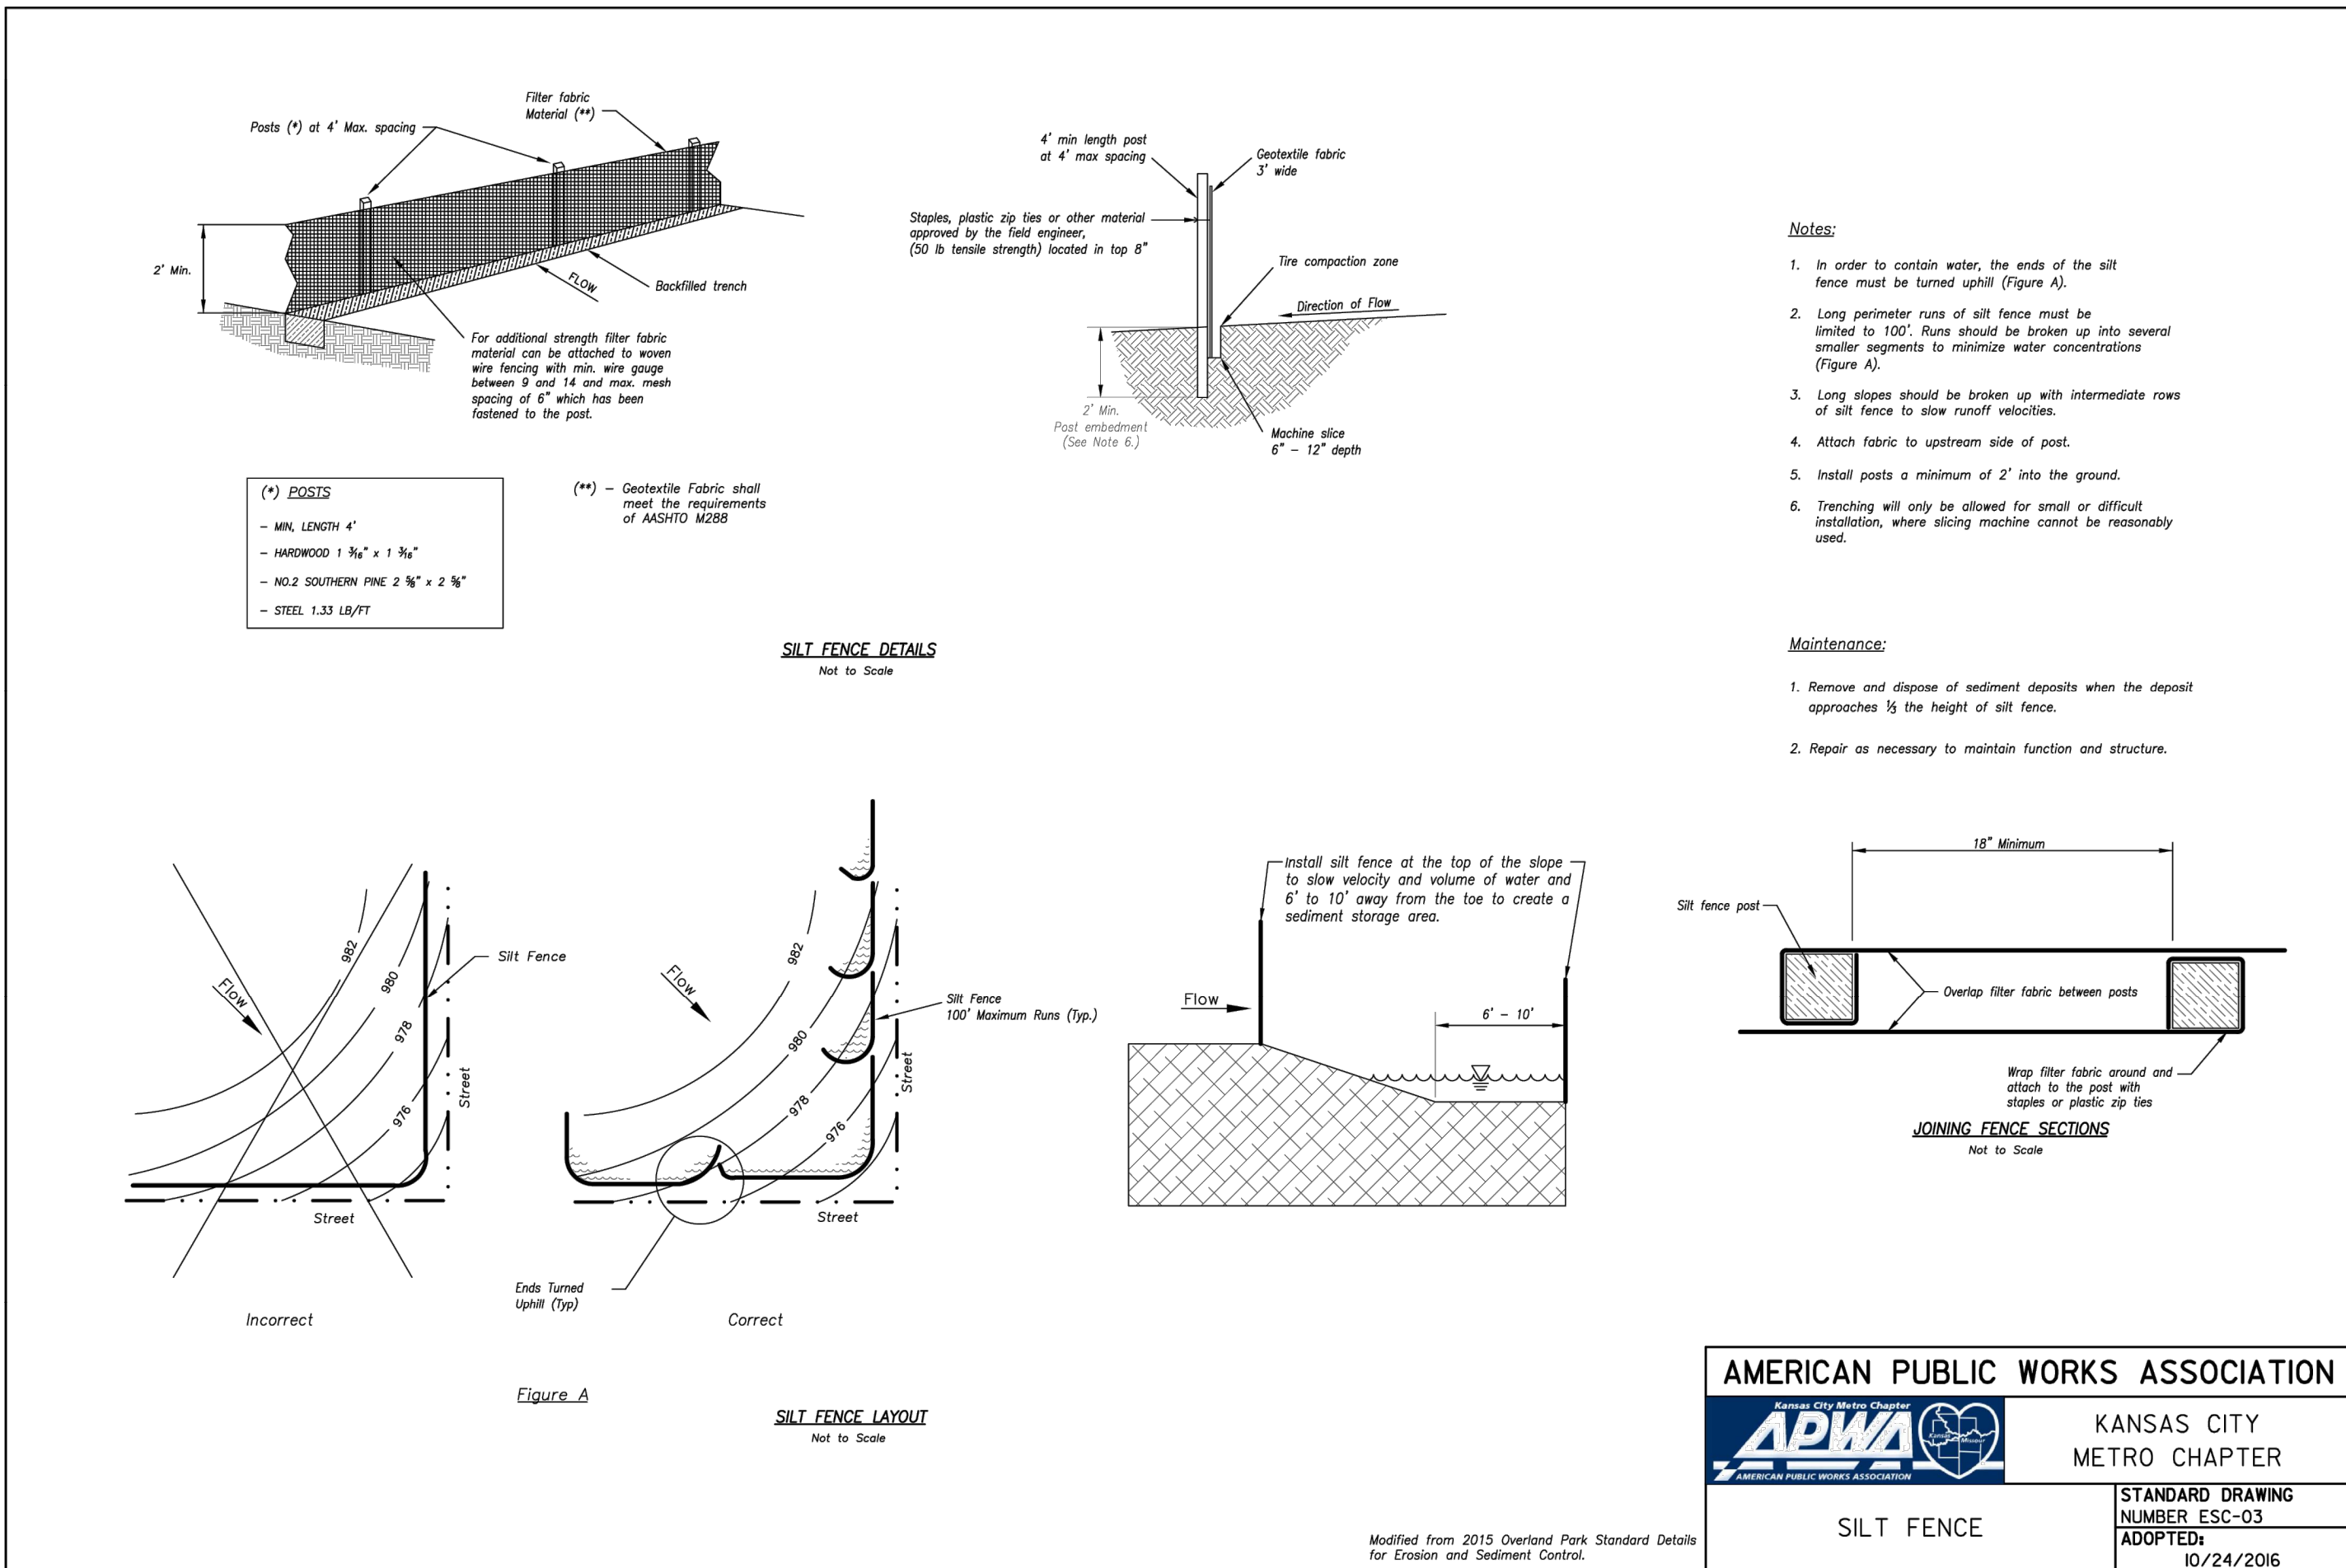 Filter fabric
Material (**)
Posts (*) at 4' Max. spacing
2' Min.
FLOW
Backfilled trench
For additional strength filter fabric
material can be attached to woven
wire fencing with min. wire gauge
between 9 and 14 and max. mesh
spacing of 6" which has been
fastened to the post.
4' min length post
at 4' max spacing
Geotextile fabric
3' wide
Staples, plastic zip ties or other material
approved by the field engineer,
(50 lb tensile strength) located in top 8"
Tire compaction zone
Direction of Flow
2' Min.
Post embedment
(See Note 6.)
Machine slice
6" – 12" depth
(*) POSTS
– MIN, LENGTH 4'
– HARDWOOD 1 3/16" x 1 3/16"
– NO.2 SOUTHERN PINE 2 5/8" x 2 5/8"
– STEEL 1.33 LB/FT
(**) – Geotextile Fabric shall
meet the requirements
of AASHTO M288
SILT FENCE DETAILS
Not to Scale
Notes:
1. In order to contain water, the ends of the silt
fence must be turned uphill (Figure A).
2. Long perimeter runs of silt fence must be
limited to 100'. Runs should be broken up into several
smaller segments to minimize water concentrations
(Figure A).
3. Long slopes should be broken up with intermediate rows
of silt fence to slow runoff velocities.
4. Attach fabric to upstream side of post.
5. Install posts a minimum of 2' into the ground.
6. Trenching will only be allowed for small or difficult
installation, where slicing machine cannot be reasonably
used.
Maintenance:
1. Remove and dispose of sediment deposits when the deposit
approaches 1/3 the height of silt fence.
2. Repair as necessary to maintain function and structure.
982
980
978
976
Flow
Silt Fence
Street
Street
Incorrect
982
980
978
976
Flow
Silt Fence
100' Maximum Runs (Typ.)
Street
Street
Ends Turned
Uphill (Typ)
Correct
Figure A
SILT FENCE LAYOUT
Not to Scale
Install silt fence at the top of the slope
to slow velocity and volume of water and
6' to 10' away from the toe to create a
sediment storage area.
Flow
6' – 10'
18" Minimum
Silt fence post
Overlap filter fabric between posts
Wrap filter fabric around and
attach to the post with
staples or plastic zip ties
JOINING FENCE SECTIONS
Not to Scale
Modified from 2015 Overland Park Standard Details
for Erosion and Sediment Control.
AMERICAN PUBLIC WORKS ASSOCIATION
Kansas City Metro Chapter
APWA
Kansas
Missouri
AMERICAN PUBLIC WORKS ASSOCIATION
KANSAS CITY
METRO CHAPTER
SILT FENCE
STANDARD DRAWING
NUMBER ESC-03
ADOPTED:
10/24/2016